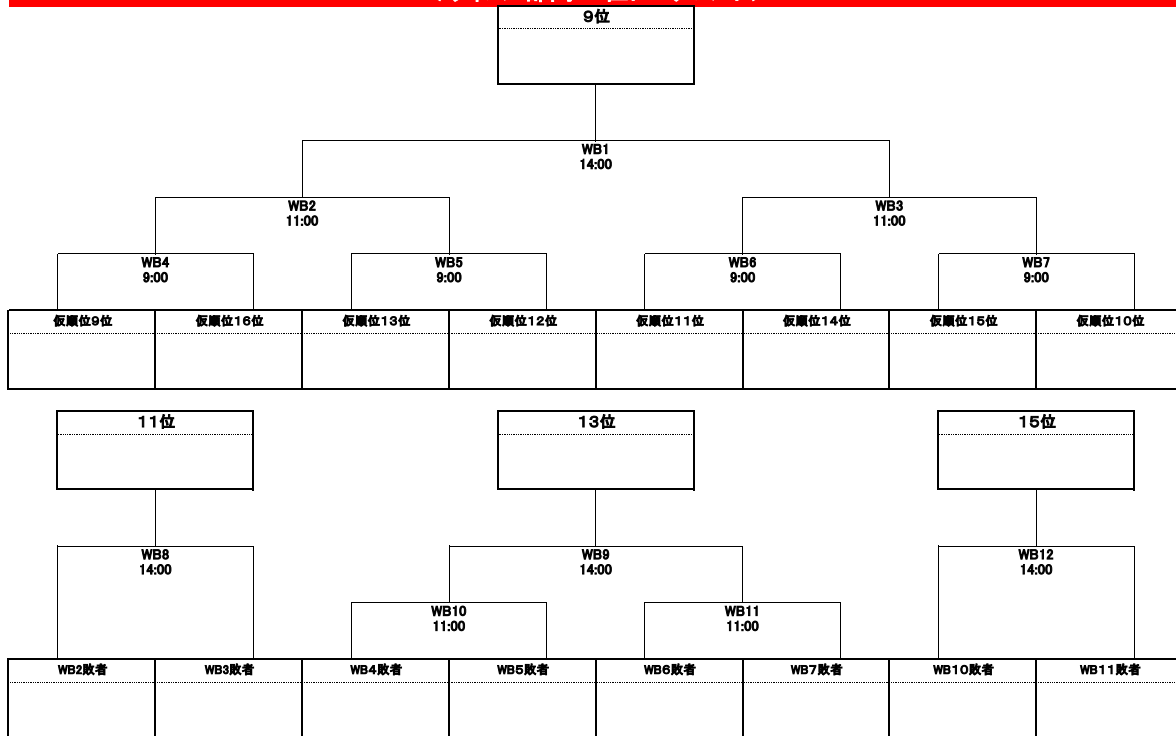 9位
WB1
14:00
WB2
11:00
WB3
11:00
WB4
9:00
WB5
9:00
WB6
9:00
WB7
9:00
仮順位9位
仮順位16位
仮順位13位
仮順位12位
仮順位11位
仮順位14位
仮順位15位
仮順位10位
11位
13位
15位
WB8
14:00
WB9
14:00
WB12
14:00
WB10
11:00
WB11
11:00
WB2敗者
WB3敗者
WB4敗者
WB5敗者
WB6敗者
WB7敗者
WB10敗者
WB11敗者